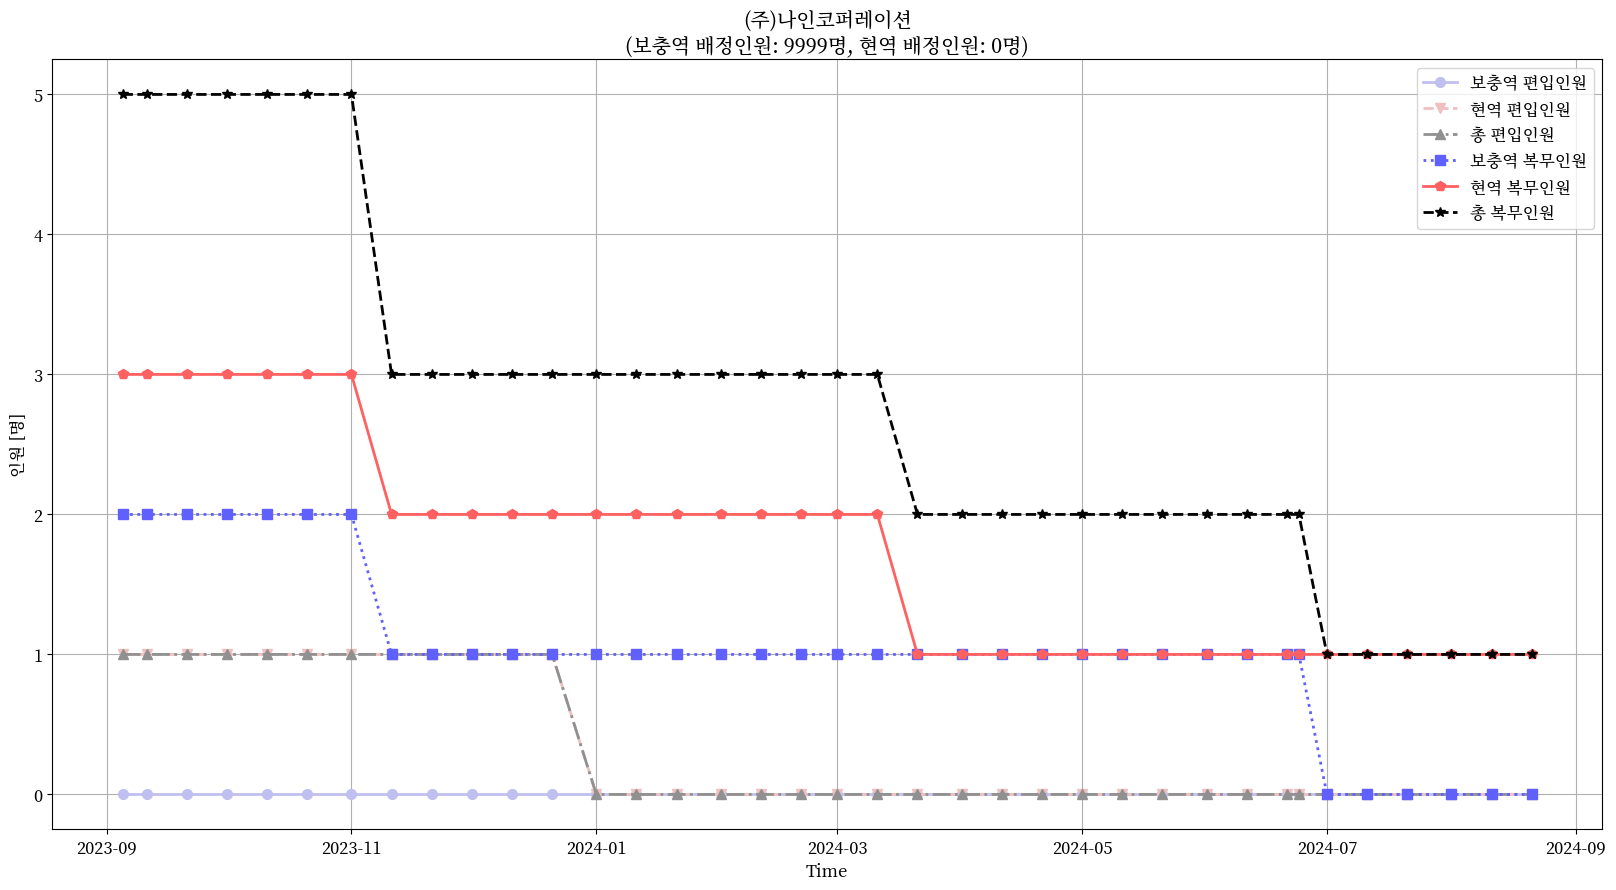 (주)나인코퍼레이션
(보충역 배정인원: 9999명, 현역 배정인원: 0명)
보충역 편입인원
현역 편입인원
총 편입인원
보충역 복무인원
현역 복무인원
총 복무인원
인원 [명]
5
4
3
2
1
0
2023-09
2023-11
2024-01
2024-03
2024-05
2024-07
2024-09
Time